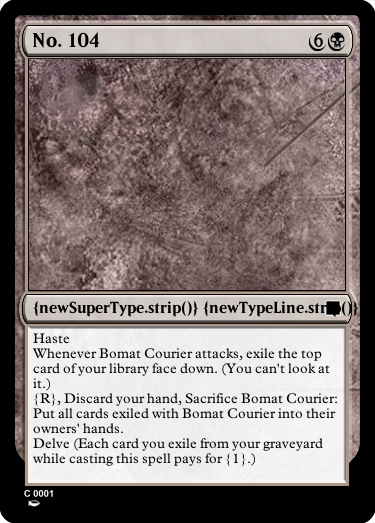 No. 104
6
{newSuperType.strip()} {newTypeLine.strip()}
Haste
Whenever Bomat Courier attacks, exile the top
card of your library face down. (You can't look at
it.)
{R}, Discard your hand, Sacrifice Bomat Courier:
Put all cards exiled with Bomat Courier into their
owners' hands.
Delve (Each card you exile from your graveyard
while casting this spell pays for {1}.)
C 0001